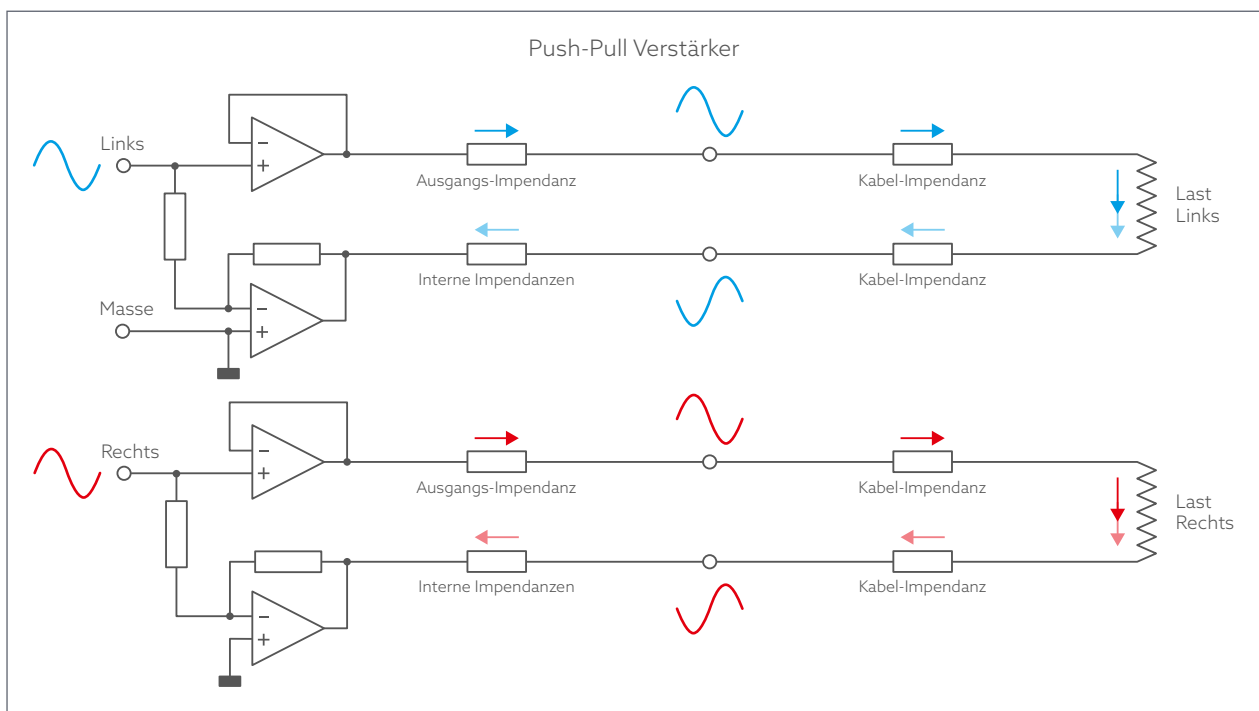 Push-Pull Verstärker
Links
Ausgangs-Impendanz
Kabel-Impendanz
Last
Links
Interne Impendanzen
Kabel-Impendanz
Masse
Rechts
Ausgangs-Impendanz
Kabel-Impendanz
Last
Rechts
Interne Impendanzen
Kabel-Impendanz